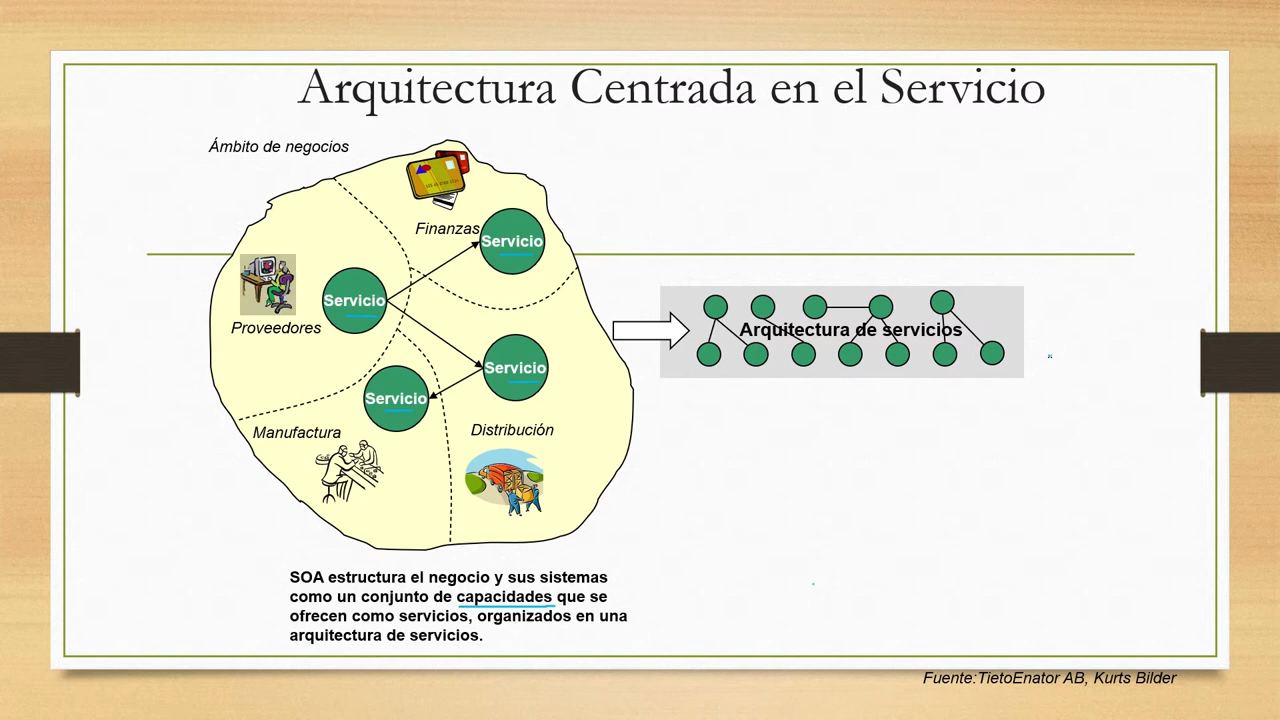 Arquitectura Centrada en el Servicio
Ámbito de negocios
Finanzas
Servicio
Servicio
Proveedores
Arquitectura de servicios
Servicio
Servicio
Manufactura
Distribución
SOA estructura el negocio y sus sistemas
como un conjunto de capacidades que se
ofrecen como servicios, organizados en una
arquitectura de servicios.
Fuente:TietoEnator AB, Kurts Bilder